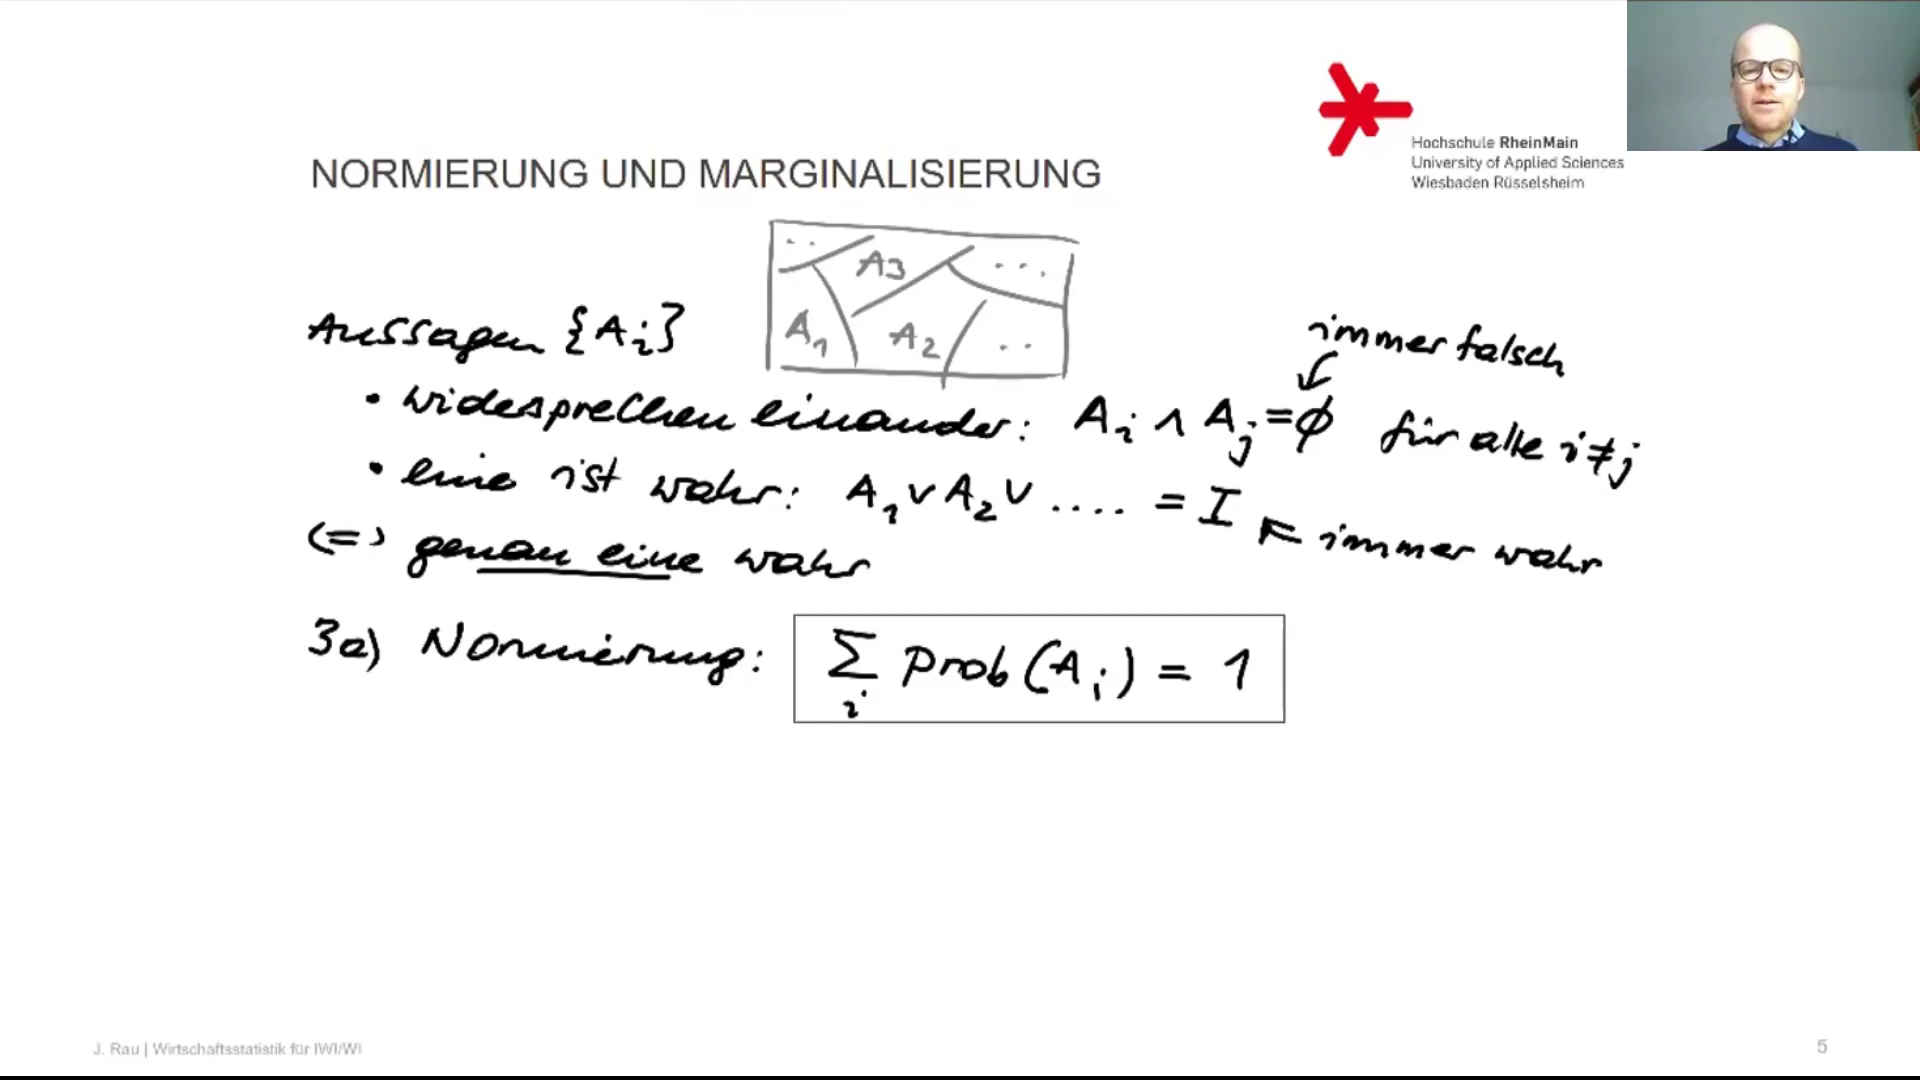 Hochschule RheinMain
University of Applied Sciences
Wiesbaden Rüsselsheim
NORMIERUNG UND MARGINALISIERUNG
.. A3 ...
A₁ A₂ ..
Aussagen {Aᵢ}
immer falsch
• widersprechen einander: Aᵢ ∧ Aⱼ = ∅ für alle i≠j
• eine ist wahr: A₁ ∨ A₂ ∨ .... = I ← immer wahr
(=) genau eine wahr
3a) Normierung: ∑ᵢ prob(Aᵢ) = 1
J. Rau | Wirtschaftsstatistik für IWI/WI
5